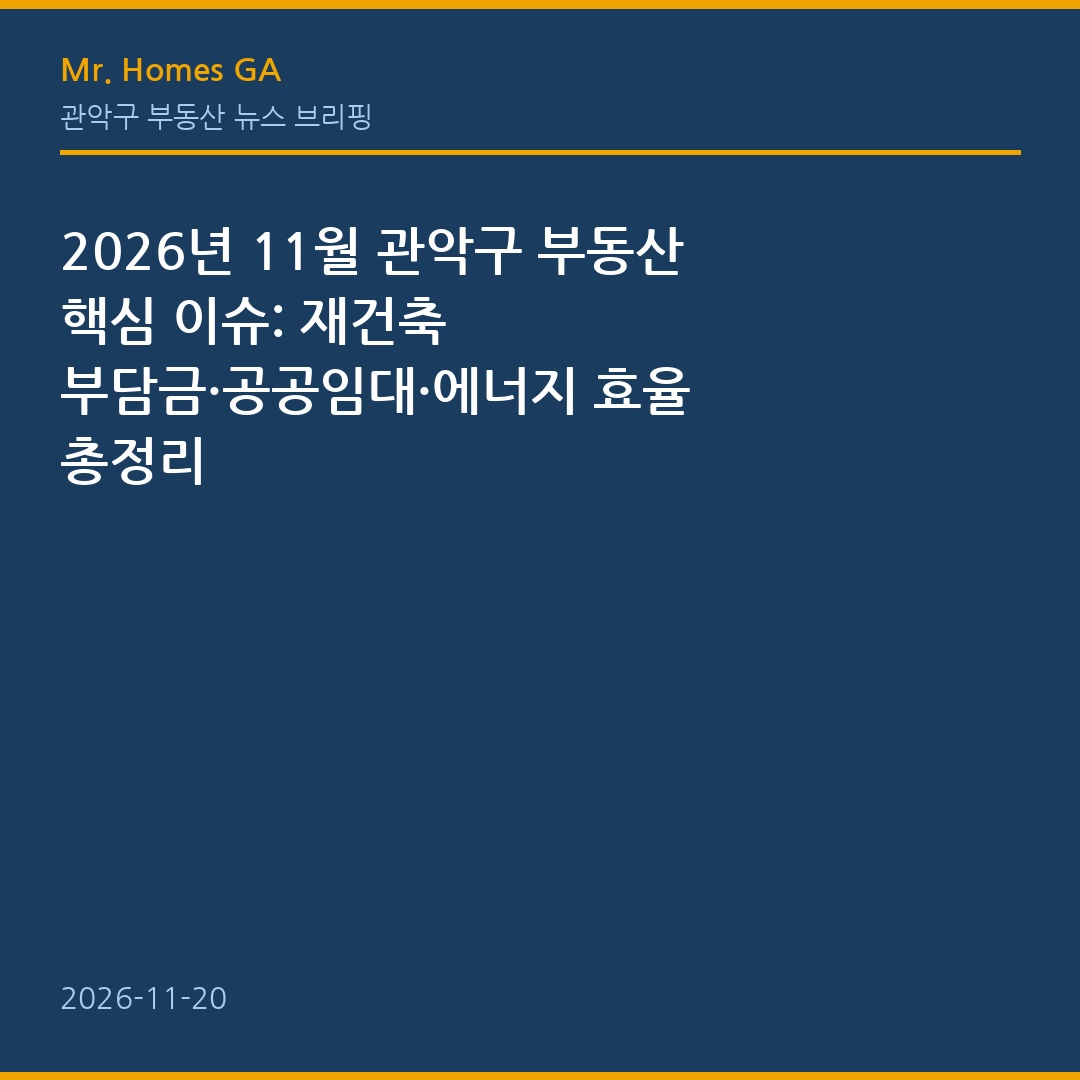 Mr. Homes GA
관악구 부동산 뉴스 브리핑
2026년 11월 관악구 부동산
핵심 이슈: 재건축
부담금·공공임대·에너지 효율
총정리
2026-11-20